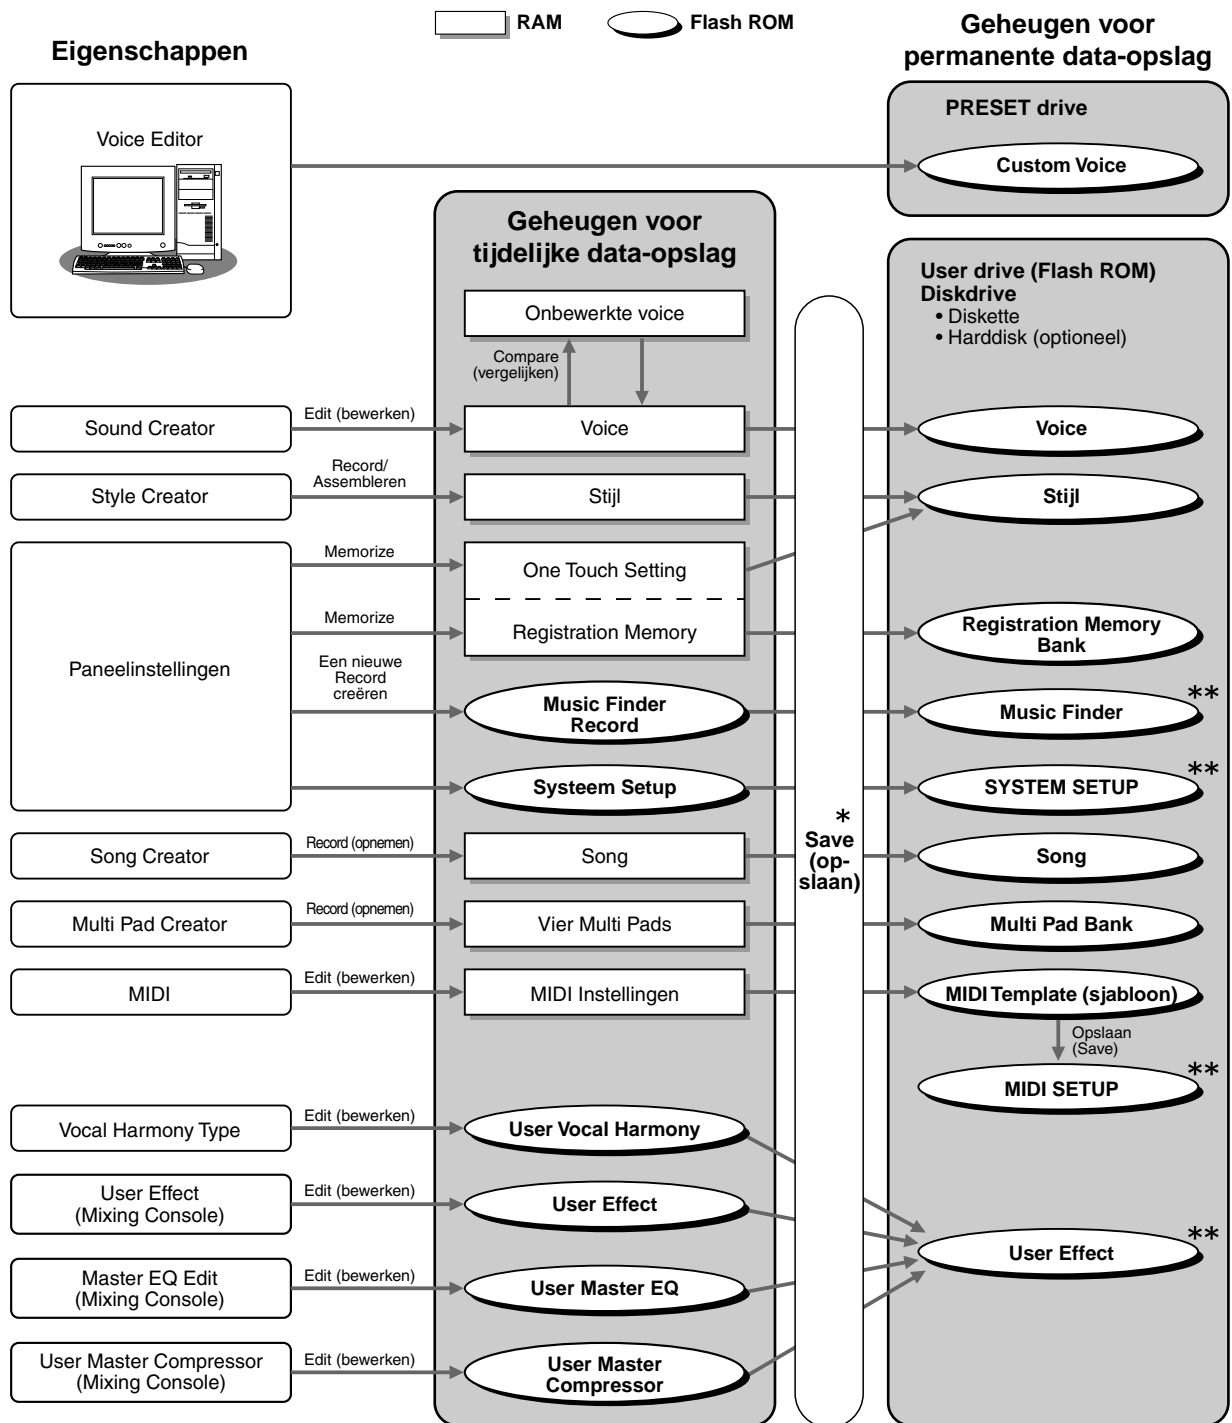 RAM
Flash ROM
Eigenschappen
Geheugen voor
permanente data-opslag
Voice Editor
PRESET drive
Custom Voice
Geheugen voor
tijdelijke data-opslag
User drive (Flash ROM)
Diskdrive
• Diskette
• Harddisk (optioneel)
Onbewerkte voice
Compare
(vergelijken)
Sound Creator
Edit (bewerken)
Voice
Voice
Style Creator
Record/
Assembleren
Stijl
Stijl
Paneelinstellingen
Memorize
One Touch Setting
Memorize
Registration Memory
Registration Memory
Bank
Een nieuwe
Record
creëren
Music Finder
Record
Music Finder
**
Systeem Setup
SYSTEM SETUP
**
*
Save
(op-
slaan)
Song Creator
Record (opnemen)
Song
Song
Multi Pad Creator
Record (opnemen)
Vier Multi Pads
Multi Pad Bank
MIDI
Edit (bewerken)
MIDI Instellingen
MIDI Template (sjabloon)
Opslaan
(Save)
MIDI SETUP
**
Vocal Harmony Type
Edit (bewerken)
User Vocal Harmony
User Effect
(Mixing Console)
Edit (bewerken)
User Effect
User Effect
**
Master EQ Edit
(Mixing Console)
Edit (bewerken)
User Master EQ
User Master Compressor
(Mixing Console)
Edit (bewerken)
User Master
Compressor